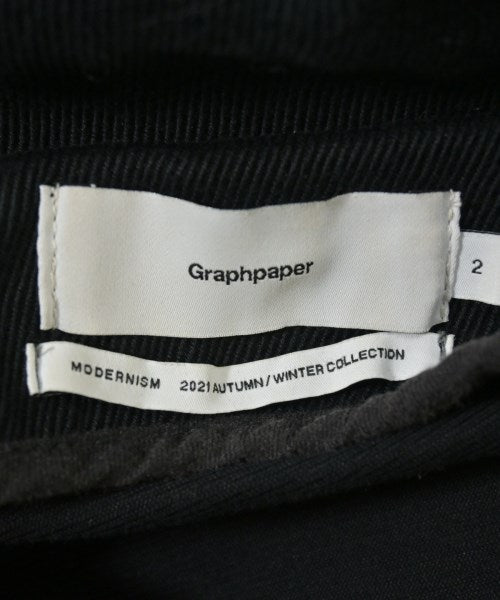 Graphpaper
2
MODERNISM 2021 AUTUMN / WINTER COLLECTION